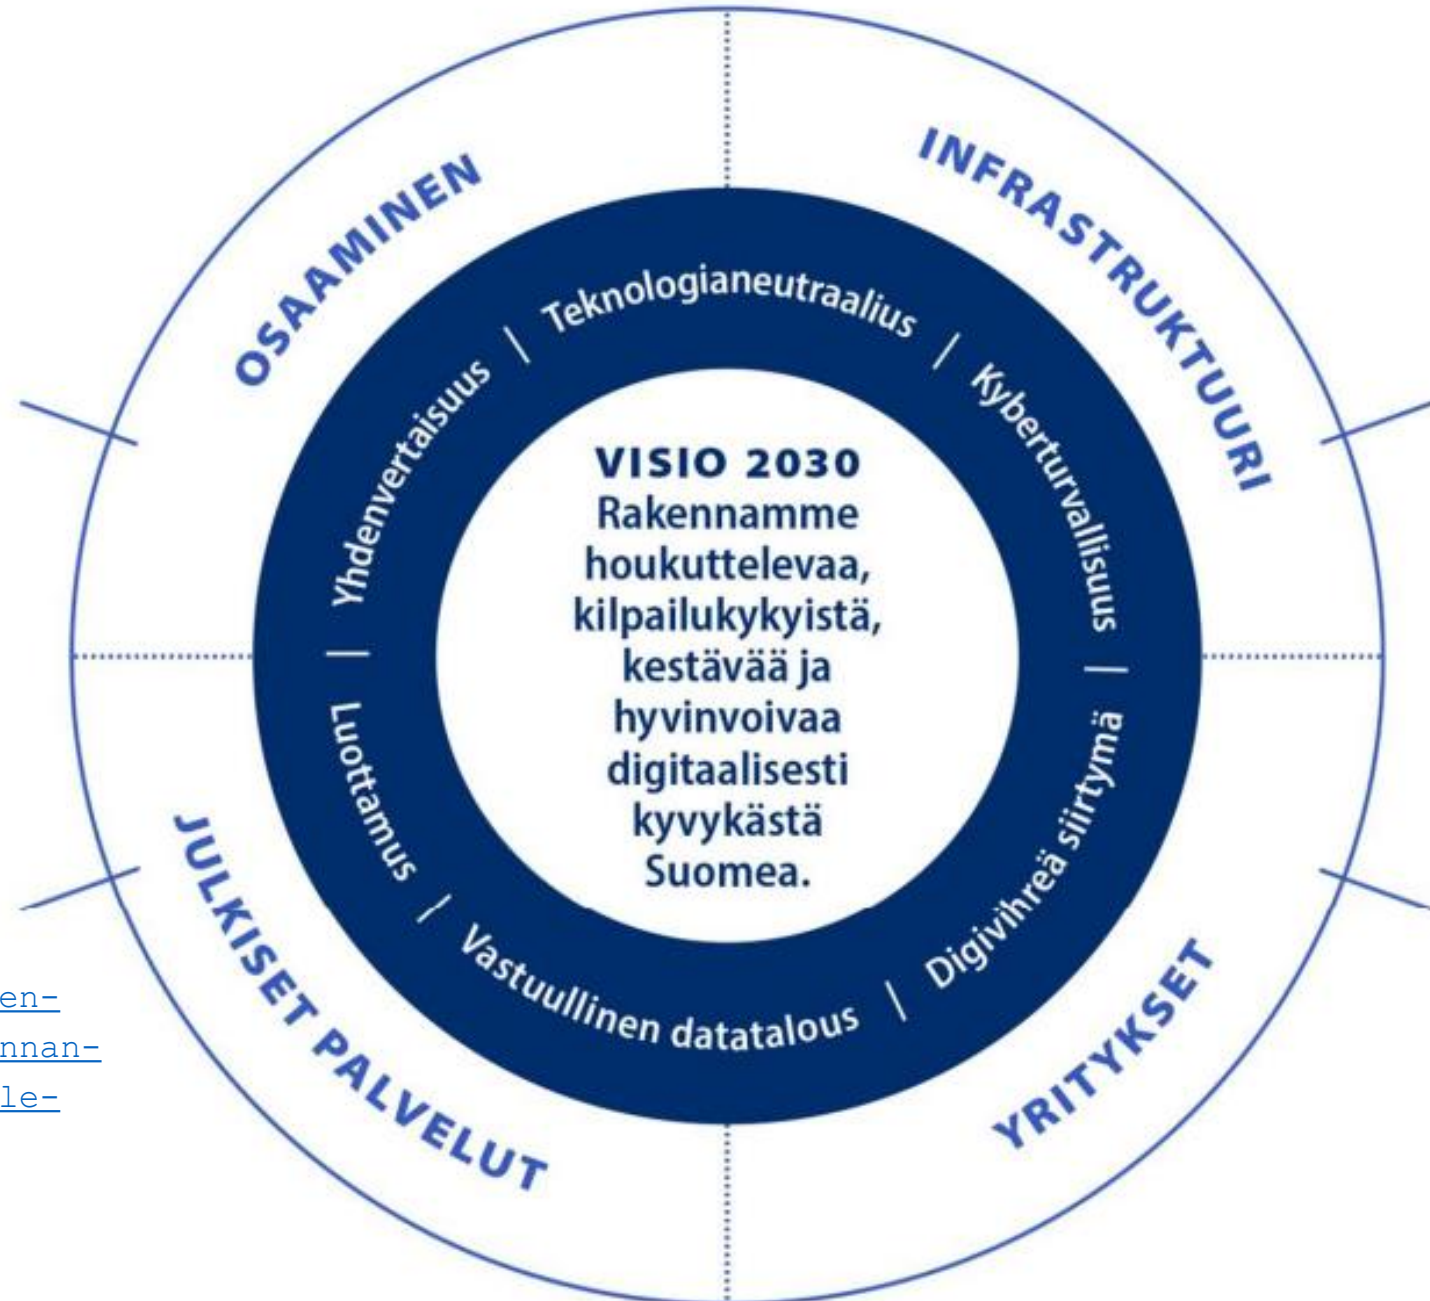 OSAAMINEN
INFRASTRUKTUURI
Yhdenvertaisuus | Teknologianeutraalius | Kyberturvallisuus |
VISIO 2030
Rakennamme
houkuttelevaa,
kilpailukykyistä,
kestävää ja
hyvinvoivaa
digitaalisesti
kyvykästä
Suomea.
Luottamus | Vastuullinen datatalous | Digivihreä siirtymä |
JULKISET PALVELUT
YRITYKSET
en-
nnan-
le-